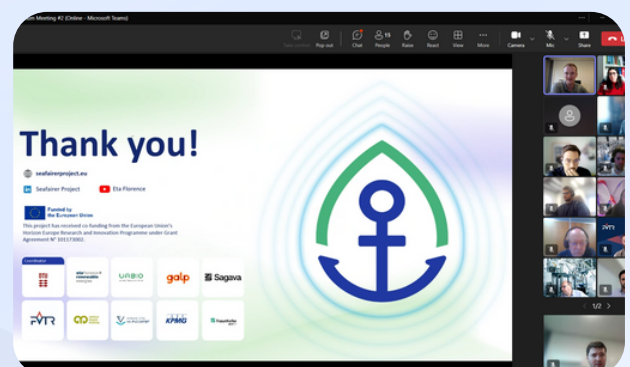 Meeting #2 (Online - Microsoft Teams)
Pop out
Chat
15
People
Raise
React
View
More
Camera
Mic
Share
Thank you!
seafairerproject.eu
Seafairer Project
Eta Florence
Funded by
the European Union
This project has received co-funding from the European Union's
Horizon Europe Research and Innovation Programme under Grant
Agreement N° 101173002.
Coordinator
galp
Sagava
PVTR
KPMG
Fraunhofer
1/2